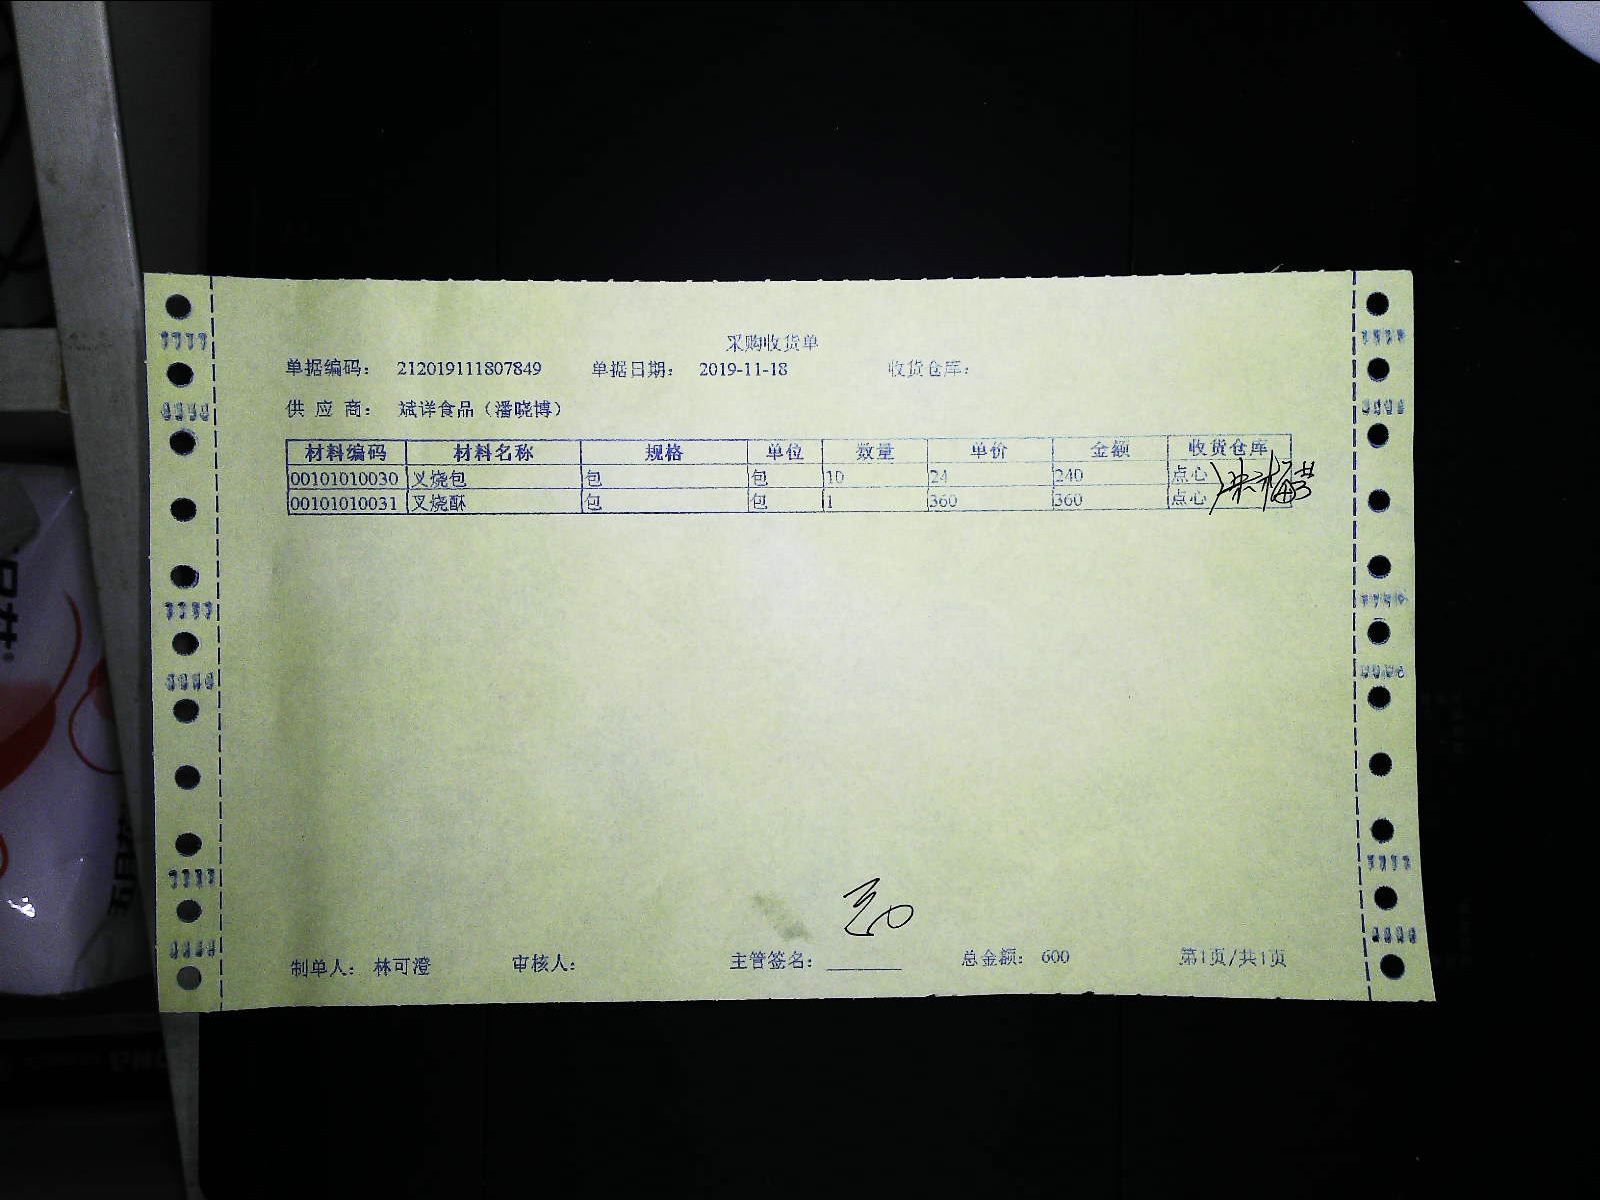 采购收货单
单据编码: 212019111807849 单据日期: 2019-11-18 收货仓库:
供 应 商: 斌详食品(潘晓博)
材料编码 材料名称 规格 单位 数量 单价 金额 收货仓库
00101010030 叉烧包 包 包 10 24 240 点心
00101010031 叉烧酥 包 包 1 360 360 点心
制单人: 林可澄 审核人: 主管签名: 总金额: 600 第1页/共1页